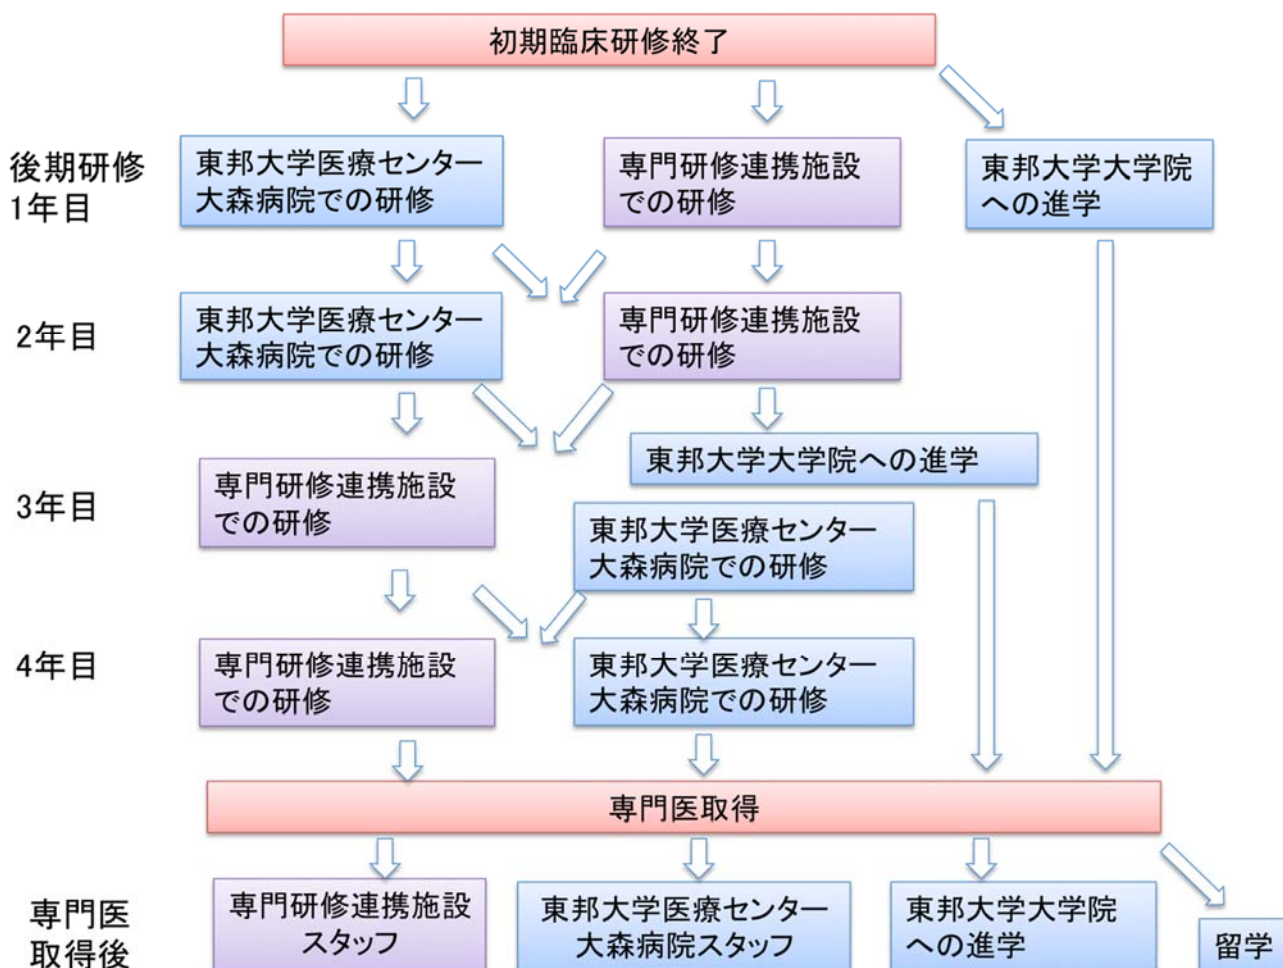 初期臨床研修終了
後期研修
1年目
東邦大学医療センター
大森病院での研修
専門研修連携施設
での研修
東邦大学大学院
への進学
2年目
東邦大学医療センター
大森病院での研修
専門研修連携施設
での研修
東邦大学大学院への進学
3年目
専門研修連携施設
での研修
東邦大学医療センター
大森病院での研修
4年目
専門研修連携施設
での研修
東邦大学医療センター
大森病院での研修
専門医取得
専門医
取得後
専門研修連携施設
スタッフ
東邦大学医療センター
大森病院スタッフ
東邦大学大学院
への進学
留学